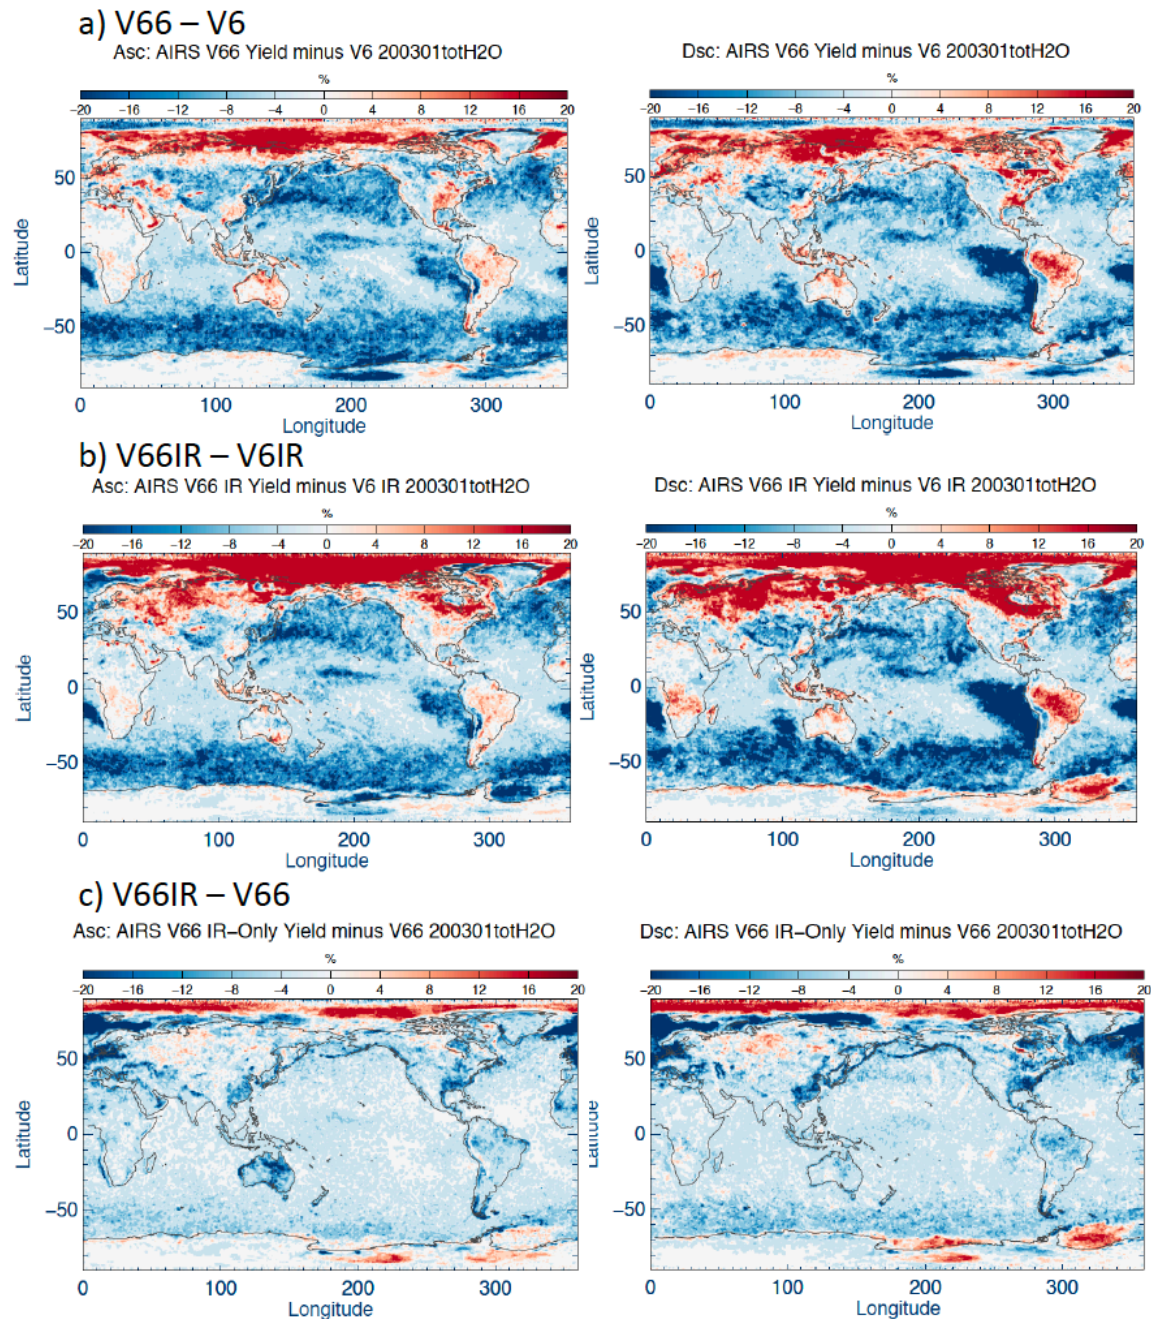 a) V66 – V6
Asc: AIRS V66 Yield minus V6 200301totH2O
%
-20 -16 -12 -8 -4 0 4 8 12 16 20
Latitude
50
0
-50
0 100 200 300
Longitude
Dsc: AIRS V66 Yield minus V6 200301totH2O
%
-20 -16 -12 -8 -4 0 4 8 12 16 20
Latitude
50
0
-50
0 100 200 300
Longitude
b) V66IR – V6IR
Asc: AIRS V66 IR Yield minus V6 IR 200301totH2O
%
-20 -16 -12 -8 -4 0 4 8 12 16 20
Latitude
50
0
-50
0 100 200 300
Longitude
Dsc: AIRS V66 IR Yield minus V6 IR 200301totH2O
%
-20 -16 -12 -8 -4 0 4 8 12 16 20
Latitude
50
0
-50
0 100 200 300
Longitude
c) V66IR – V66
Asc: AIRS V66 IR-Only Yield minus V66 200301totH2O
%
-20 -16 -12 -8 -4 0 4 8 12 16 20
Latitude
50
0
-50
0 100 200 300
Longitude
Dsc: AIRS V66 IR-Only Yield minus V66 200301totH2O
%
-20 -16 -12 -8 -4 0 4 8 12 16 20
Latitude
50
0
-50
0 100 200 300
Longitude